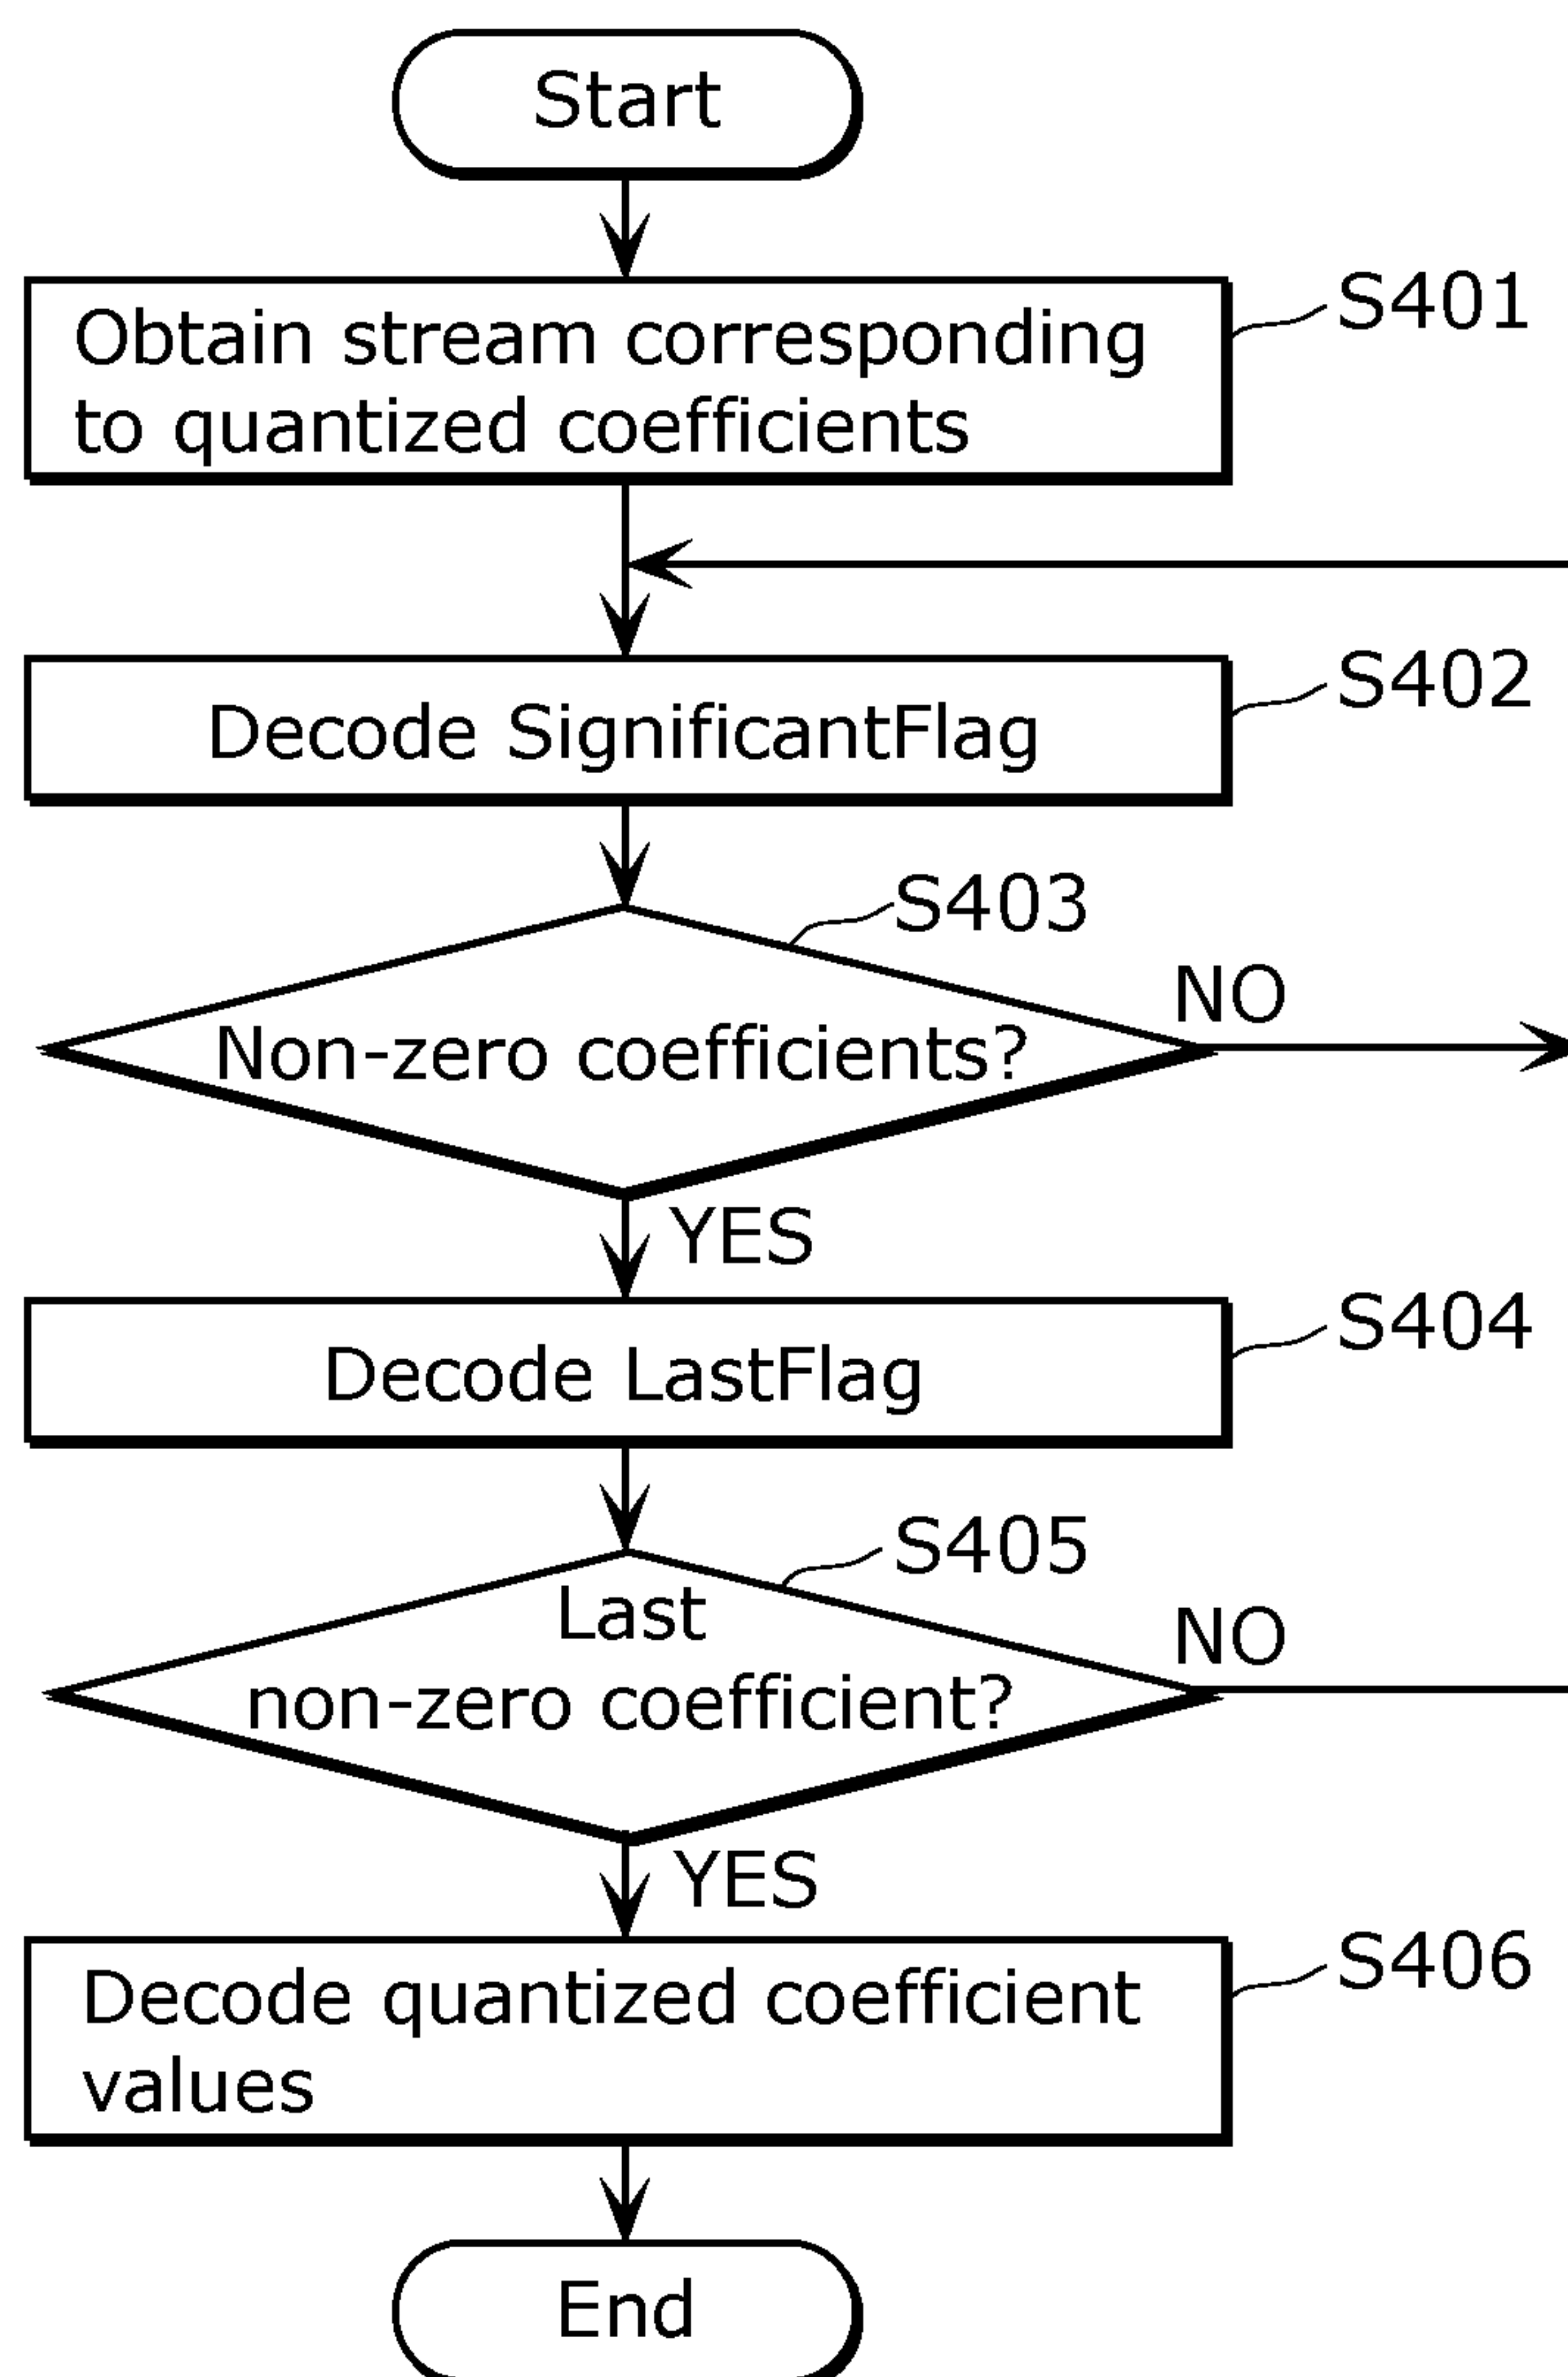 Start
S401
Obtain stream corresponding
to quantized coefficients
S402
Decode SignificantFlag
S403
NO
Non-zero coefficients?
YES
S404
Decode LastFlag
S405
Last
NO
non-zero coefficient?
YES
S406
Decode quantized coefficient
values
End